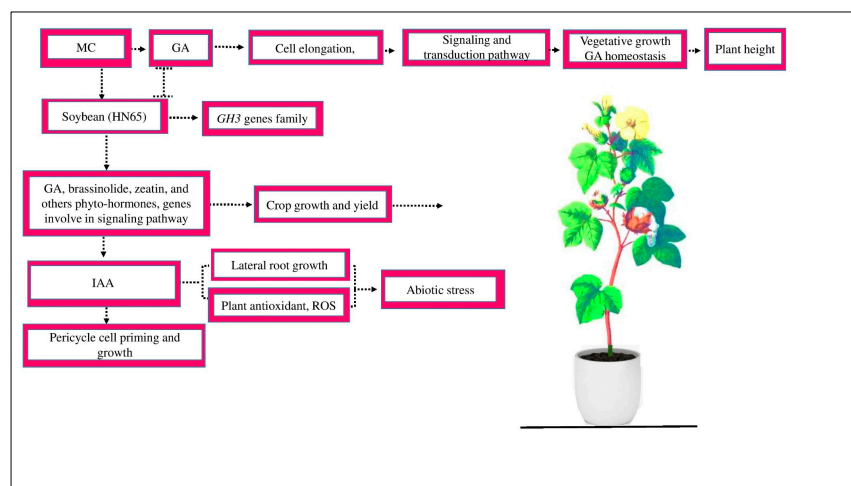 MC
GA
Cell elongation,
Signaling and
transduction pathway
Vegetative growth
GA homeostasis
Plant height
Soybean (HN65)
GH3 genes family
GA, brassinolide, zeatin, and
others phyto-hormones, genes
involve in signaling pathway
Crop growth and yield
IAA
Lateral root growth
Plant antioxidant, ROS
Abiotic stress
Pericycle cell priming and
growth